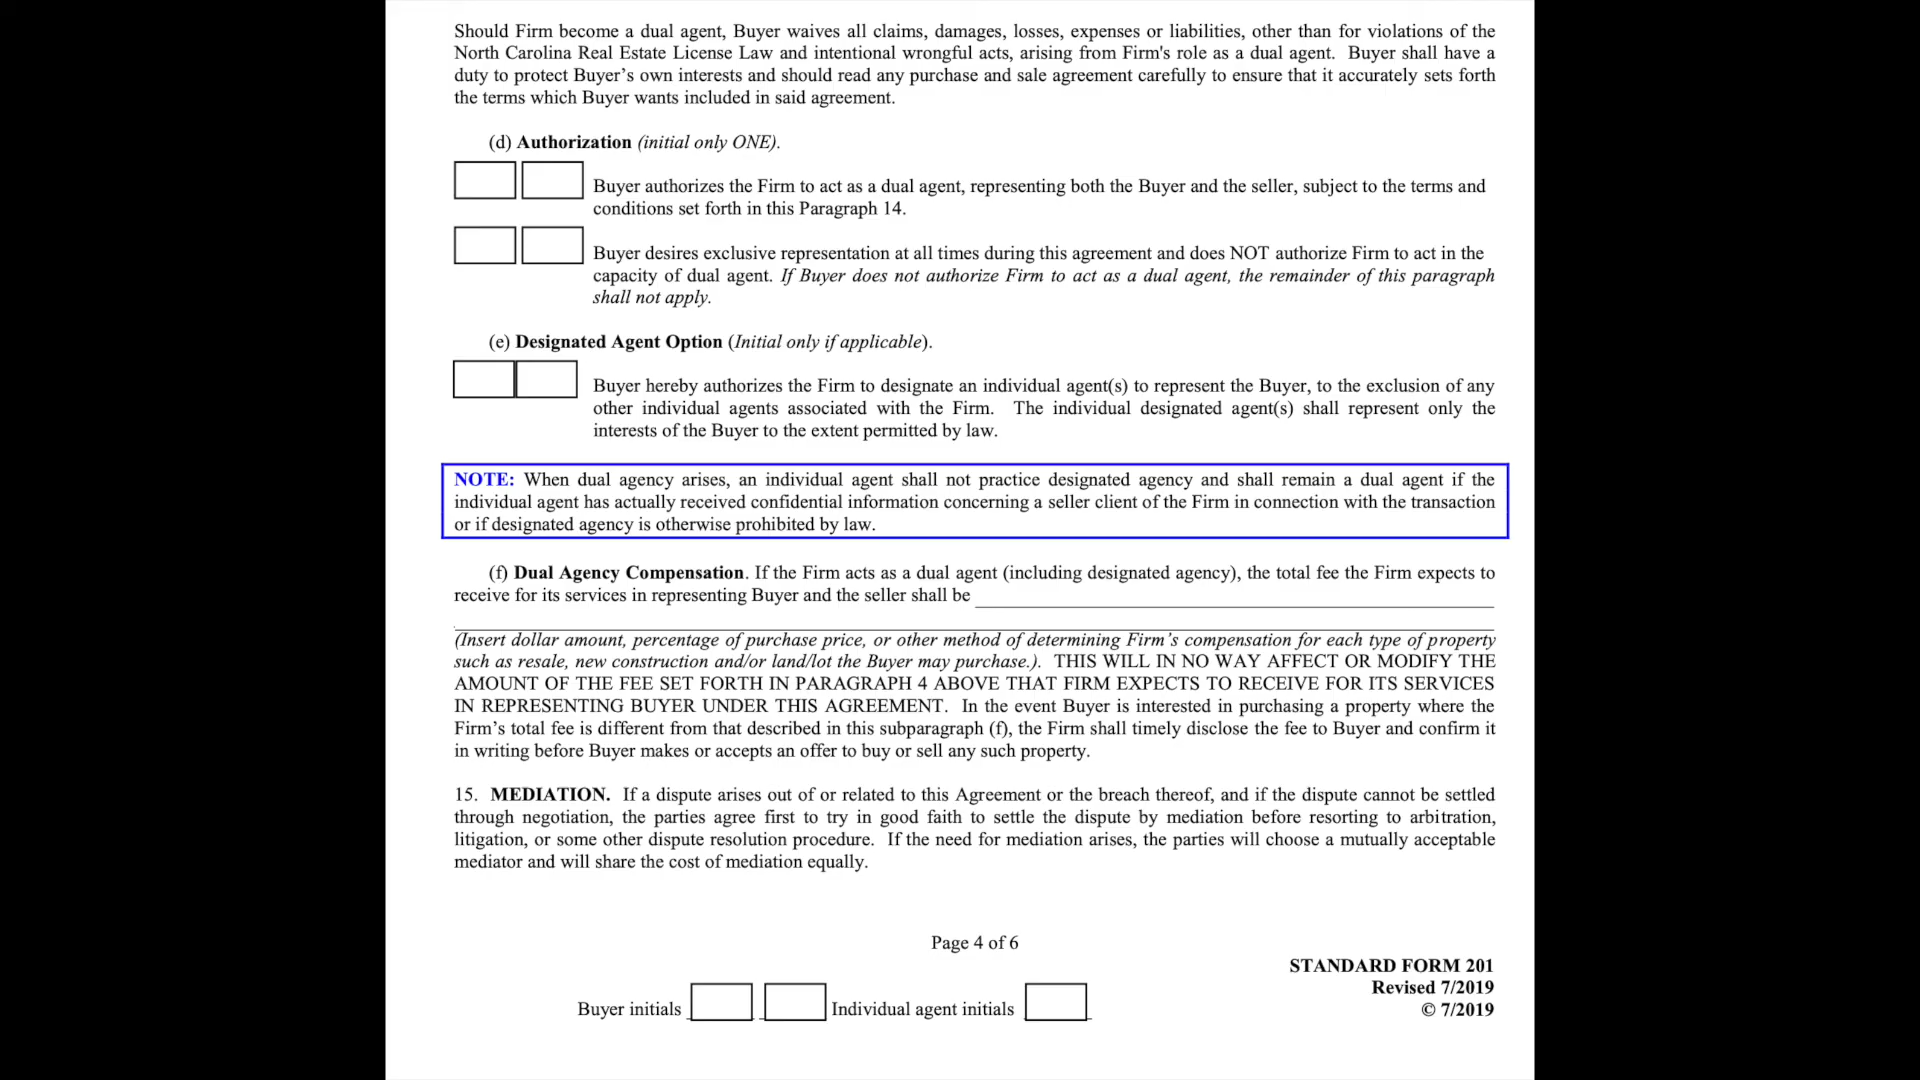 Should Firm become a dual agent, Buyer waives all claims, damages, losses, expenses or liabilities, other than for violations of the
North Carolina Real Estate License Law and intentional wrongful acts, arising from Firm's role as a dual agent.  Buyer shall have a
duty to protect Buyer’s own interests and should read any purchase and sale agreement carefully to ensure that it accurately sets forth
the terms which Buyer wants included in said agreement.
(d) Authorization (initial only ONE).
Buyer authorizes the Firm to act as a dual agent, representing both the Buyer and the seller, subject to the terms and
conditions set forth in this Paragraph 14.
Buyer desires exclusive representation at all times during this agreement and does NOT authorize Firm to act in the
capacity of dual agent. If Buyer does not authorize Firm to act as a dual agent, the remainder of this paragraph
shall not apply.
(e) Designated Agent Option (Initial only if applicable).
Buyer hereby authorizes the Firm to designate an individual agent(s) to represent the Buyer, to the exclusion of any
other individual agents associated with the Firm.  The individual designated agent(s) shall represent only the
interests of the Buyer to the extent permitted by law.
NOTE: When dual agency arises, an individual agent shall not practice designated agency and shall remain a dual agent if the
individual agent has actually received confidential information concerning a seller client of the Firm in connection with the transaction
or if designated agency is otherwise prohibited by law.
(f) Dual Agency Compensation. If the Firm acts as a dual agent (including designated agency), the total fee the Firm expects to
receive for its services in representing Buyer and the seller shall be
(Insert dollar amount, percentage of purchase price, or other method of determining Firm’s compensation for each type of property
such as resale, new construction and/or land/lot the Buyer may purchase.).  THIS WILL IN NO WAY AFFECT OR MODIFY THE
AMOUNT OF THE FEE SET FORTH IN PARAGRAPH 4 ABOVE THAT FIRM EXPECTS TO RECEIVE FOR ITS SERVICES
IN REPRESENTING BUYER UNDER THIS AGREEMENT.  In the event Buyer is interested in purchasing a property where the
Firm’s total fee is different from that described in this subparagraph (f), the Firm shall timely disclose the fee to Buyer and confirm it
in writing before Buyer makes or accepts an offer to buy or sell any such property.
15.  MEDIATION.  If a dispute arises out of or related to this Agreement or the breach thereof, and if the dispute cannot be settled
through negotiation, the parties agree first to try in good faith to settle the dispute by mediation before resorting to arbitration,
litigation, or some other dispute resolution procedure.  If the need for mediation arises, the parties will choose a mutually acceptable
mediator and will share the cost of mediation equally.
Page 4 of 6
STANDARD FORM 201
Revised 7/2019
© 7/2019
Buyer initials Individual agent initials